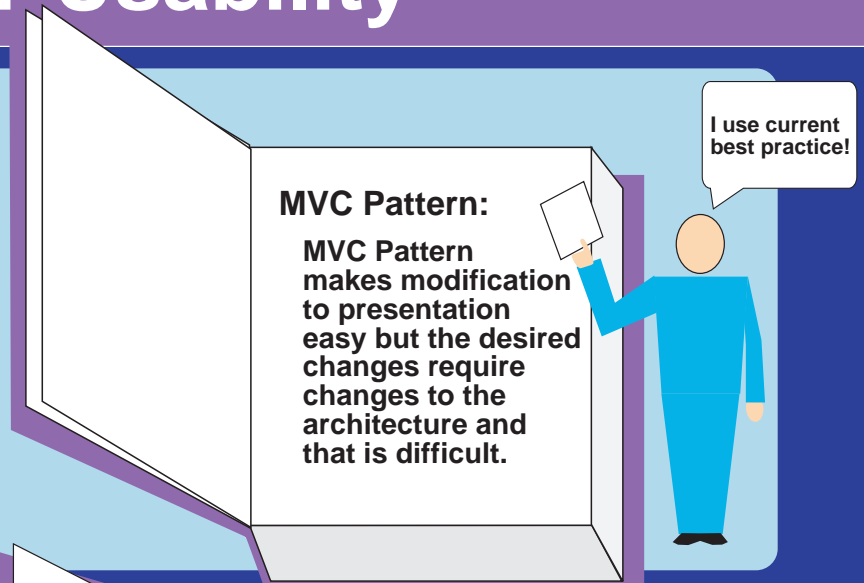 Usability
I use current
best practice!
MVC Pattern:
MVC Pattern
makes modification
to presentation
easy but the desired
changes require
changes to the
architecture and
that is difficult.